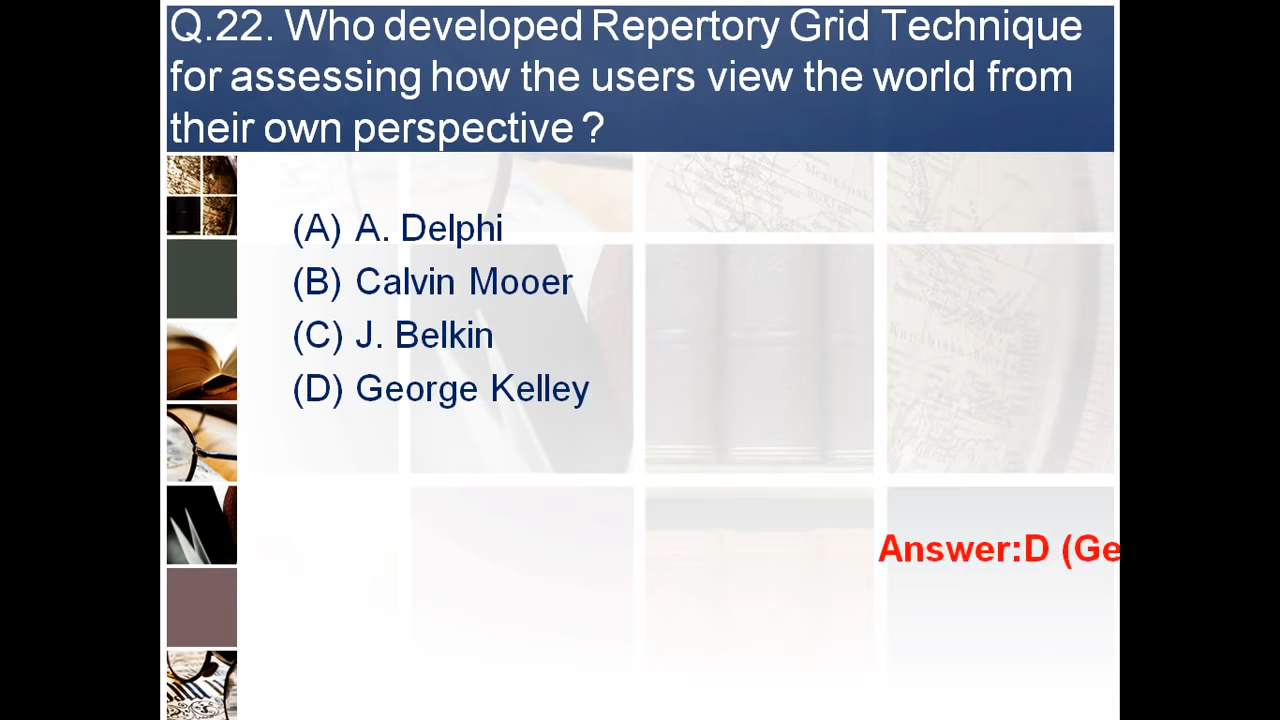 Q.22. Who developed Repertory Grid Technique
for assessing how the users view the world from
their own perspective ?
(A) A. Delphi
(B) Calvin Mooer
(C) J. Belkin
(D) George Kelley
Answer:D (Ge